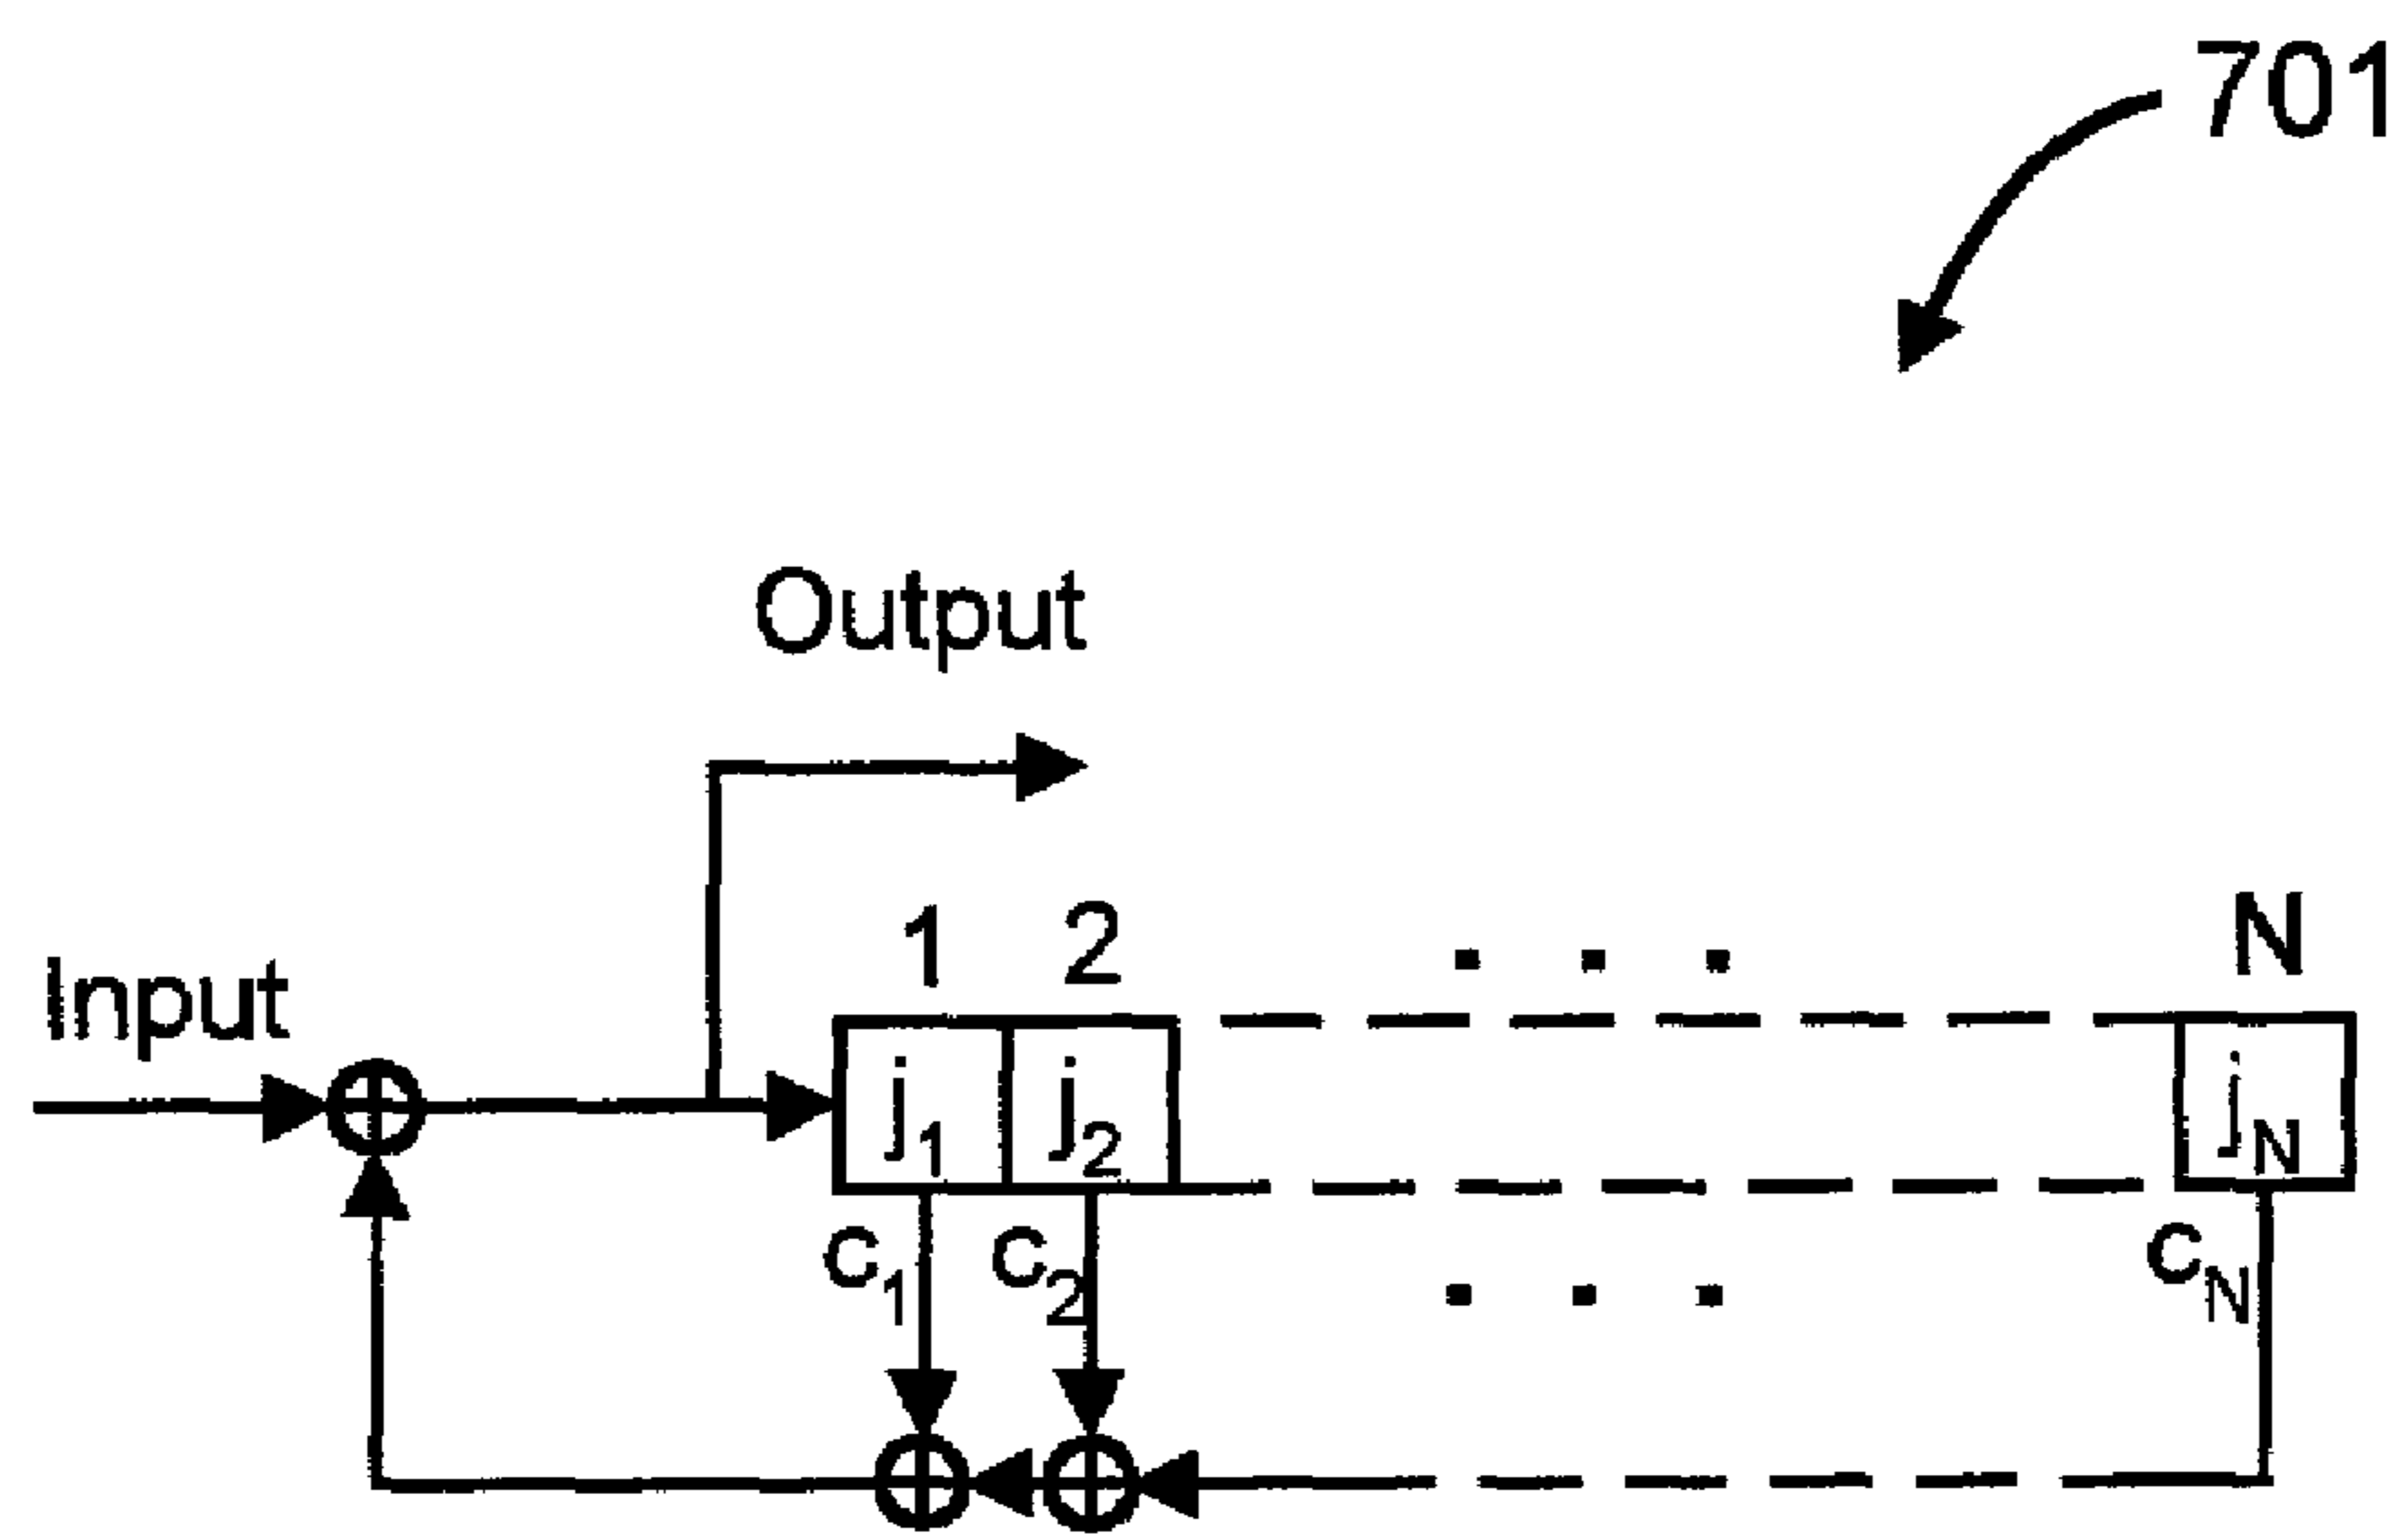 701
Output
1 2 . . . N
Input
j1 j2 jN
c1 c2 . . . cN